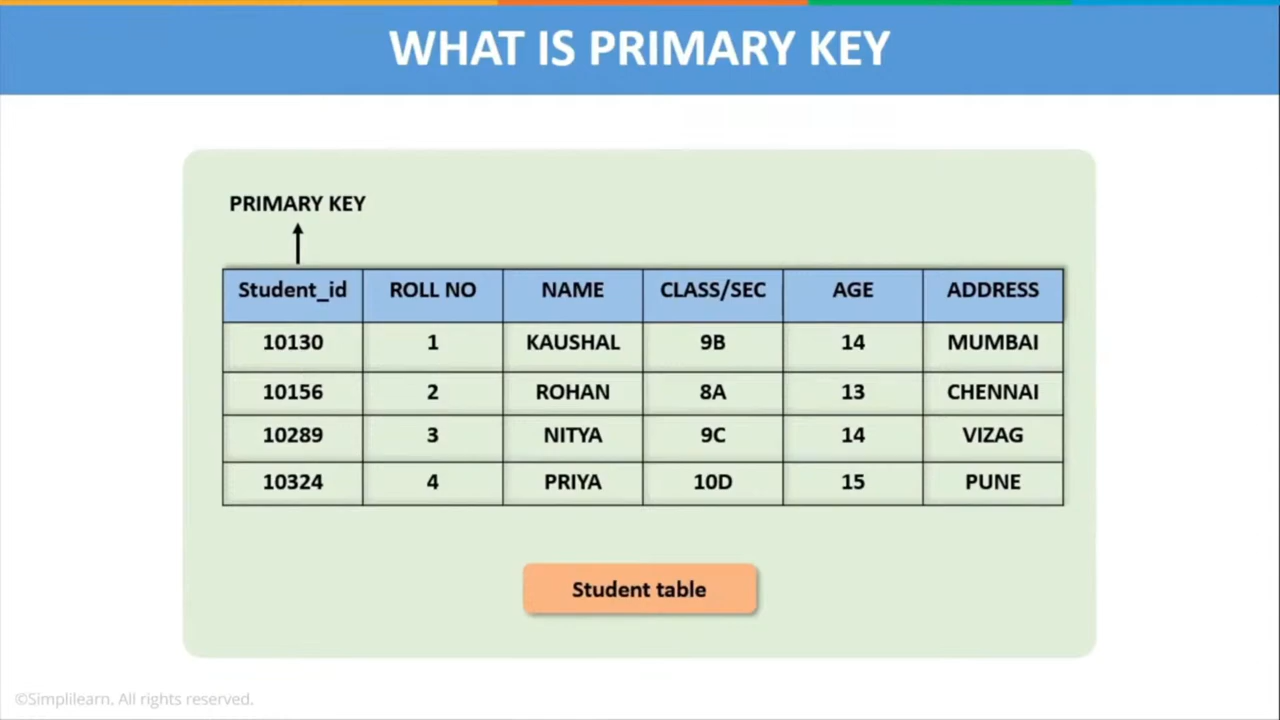 WHAT IS PRIMARY KEY
PRIMARY KEY
Student_id ROLL NO NAME CLASS/SEC AGE ADDRESS
10130 1 KAUSHAL 9B 14 MUMBAI
10156 2 ROHAN 8A 13 CHENNAI
10289 3 NITYA 9C 14 VIZAG
10324 4 PRIYA 10D 15 PUNE
Student table
©Simplilearn. All rights reserved.